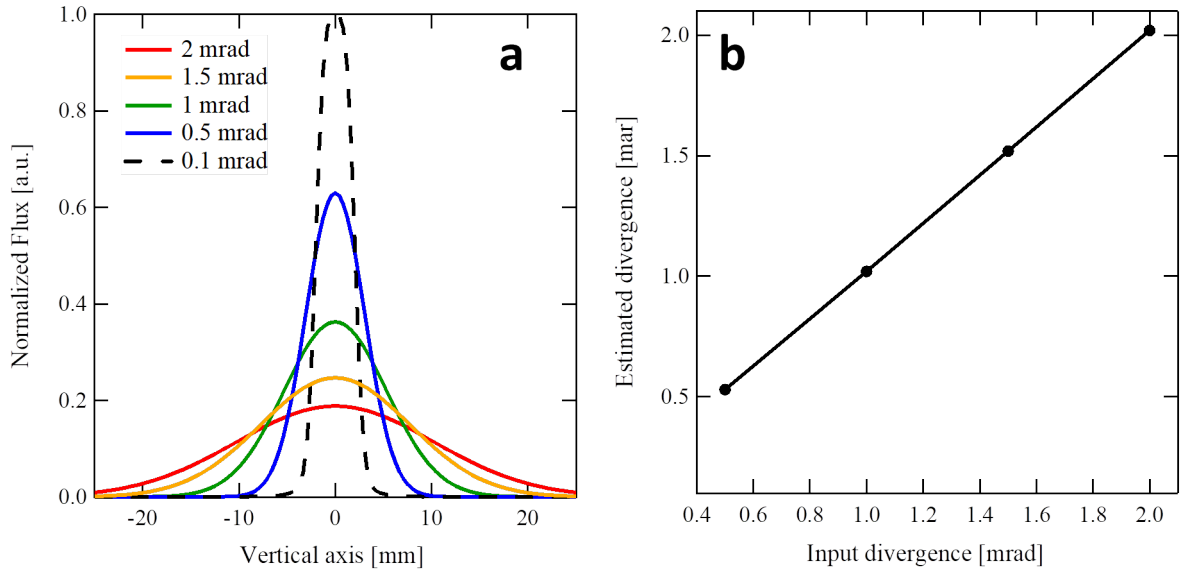 a
2 mrad
1.5 mrad
1 mrad
0.5 mrad
0.1 mrad
1.0
0.8
0.6
0.4
0.2
0.0
Normalized Flux [a.u.]
-20 -10 0 10 20
Vertical axis [mm]
b
2.0
1.5
1.0
0.5
Estimated divergence [mar]
0.4 0.6 0.8 1.0 1.2 1.4 1.6 1.8 2.0
Input divergence [mrad]